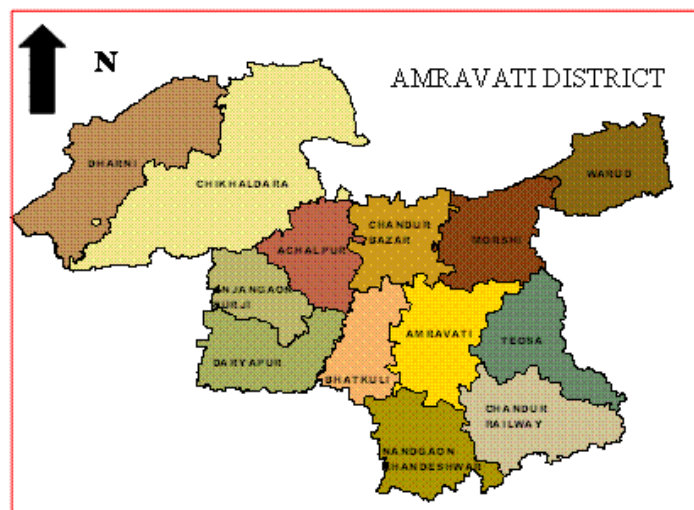 N
AMRAVATI DISTRICT
DHARNI
WARUD
CHIKHALDARA
CHANDUR
BAZAR
MORSHI
ACHALPUR
ANJANGAON
SURJI
AMRAVATI
TEOSA
DARYAPUR
BHATKULI
CHANDUR
RAILWAY
NANDGAON
KHANDESHWAR